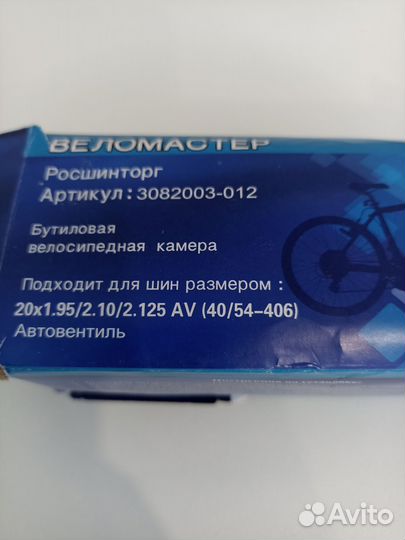 ВЕЛОМАСТЕР
Росшинторг
Артикул: 3082003-012
Бутиловая
велосипедная камера
Подходит для шин размером :
20x1.95/2.10/2.125 AV (40/54-406)
Автовентиль
Avito